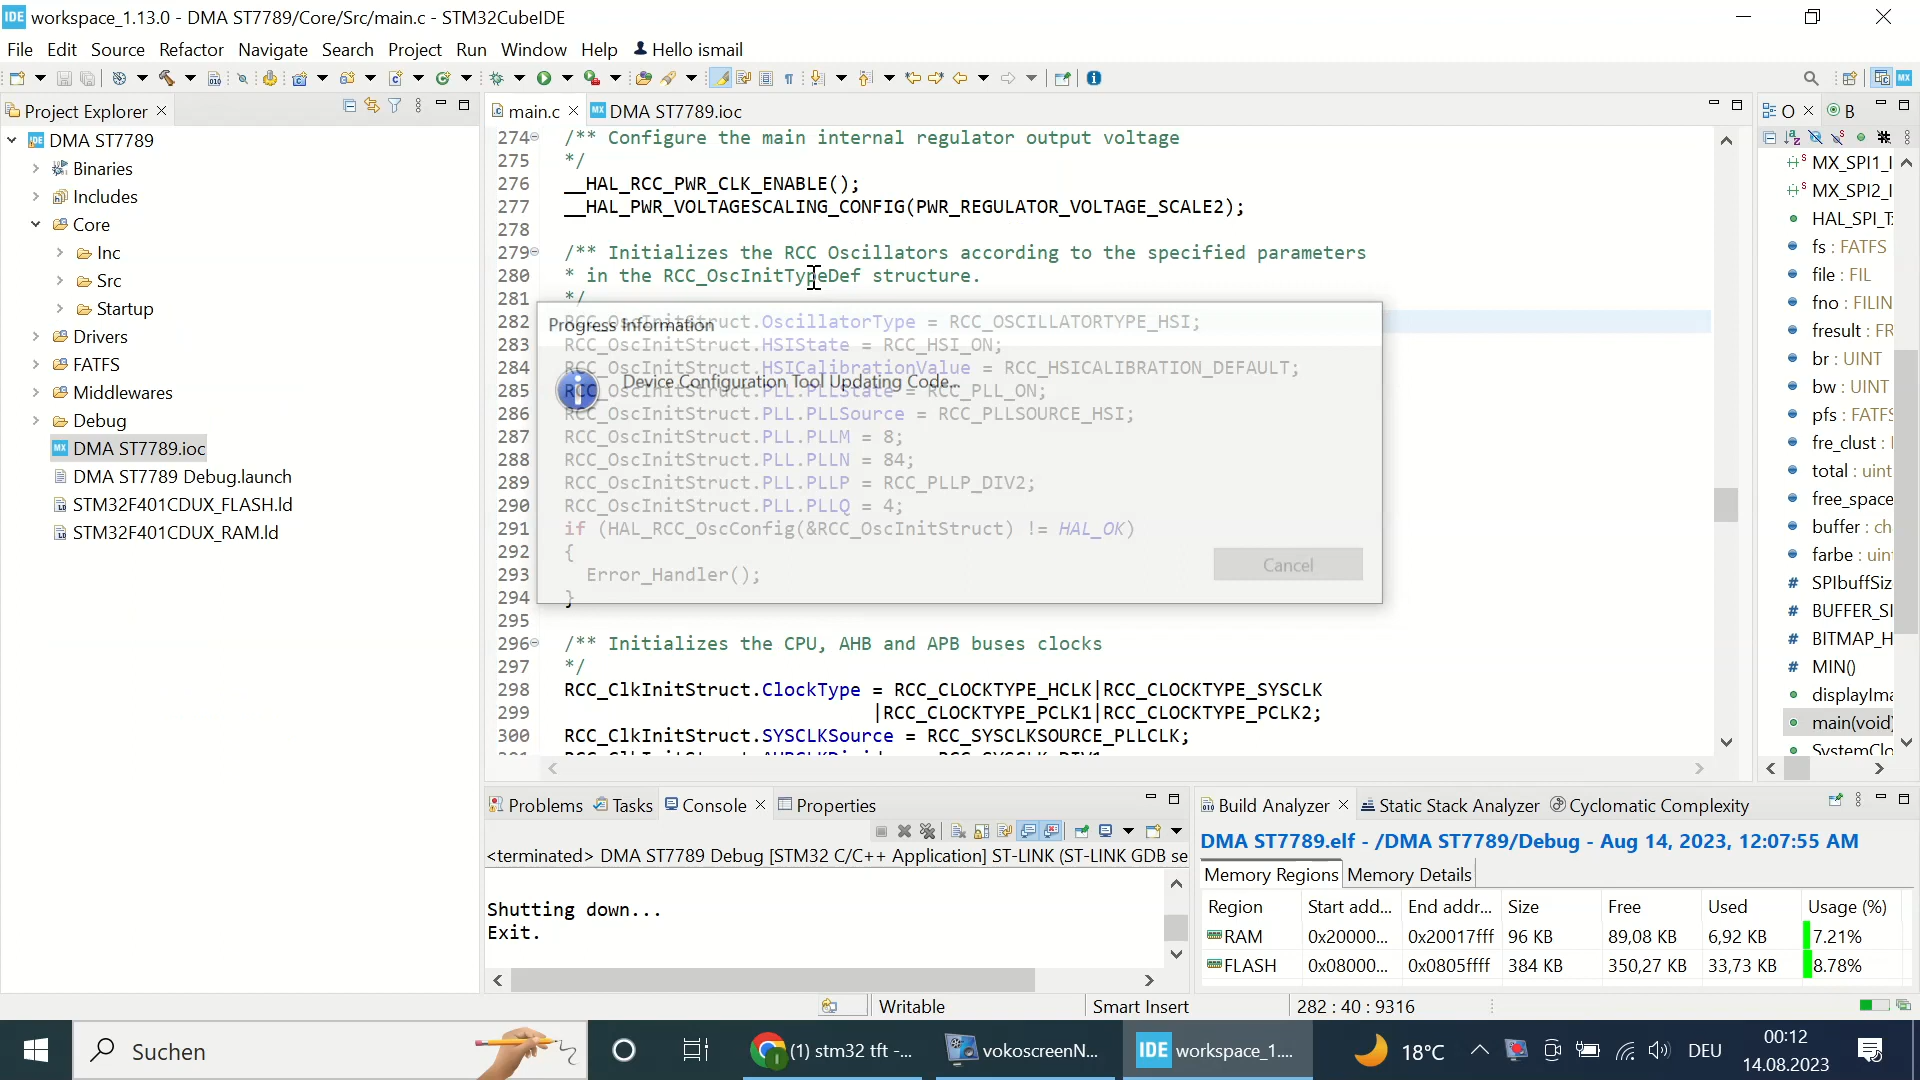 IDE workspace_1.13.0 - DMA ST7789/Core/Src/main.c - STM32CubeIDE
File Edit Source Refactor Navigate Search Project Run Window Help Hello ismail
Project Explorer
DMA ST7789
Binaries
Includes
Core
Inc
Src
Startup
Drivers
FATFS
Middlewares
Debug
DMA ST7789.ioc
DMA ST7789 Debug.launch
STM32F401CDUX_FLASH.ld
STM32F401CDUX_RAM.ld
main.c MX DMA ST7789.ioc
274 /** Configure the main internal regulator output voltage
275 */
276 __HAL_RCC_PWR_CLK_ENABLE();
277 __HAL_PWR_VOLTAGESCALING_CONFIG(PWR_REGULATOR_VOLTAGE_SCALE2);
278
279 /** Initializes the RCC Oscillators according to the specified parameters
280 * in the RCC_OscInitTypeDef structure.
281 */
282 RCC_OscInitStruct.OscillatorType = RCC_OSCILLATORTYPE_HSI;
283 RCC_OscInitStruct.HSIState = RCC_HSI_ON;
284 RCC_OscInitStruct.HSICalibrationValue = RCC_HSICALIBRATION_DEFAULT;
285 RCC_OscInitStruct.PLL.PLLState = RCC_PLL_ON;
286 RCC_OscInitStruct.PLL.PLLSource = RCC_PLLSOURCE_HSI;
287 RCC_OscInitStruct.PLL.PLLM = 8;
288 RCC_OscInitStruct.PLL.PLLN = 84;
289 RCC_OscInitStruct.PLL.PLLP = RCC_PLLP_DIV2;
290 RCC_OscInitStruct.PLL.PLLQ = 4;
291 if (HAL_RCC_OscConfig(&RCC_OscInitStruct) != HAL_OK)
292 {
293 Error_Handler();
294 }
295
296 /** Initializes the CPU, AHB and APB buses clocks
297 */
298 RCC_ClkInitStruct.ClockType = RCC_CLOCKTYPE_HCLK|RCC_CLOCKTYPE_SYSCLK
299 |RCC_CLOCKTYPE_PCLK1|RCC_CLOCKTYPE_PCLK2;
300 RCC_ClkInitStruct.SYSCLKSource = RCC_SYSCLKSOURCE_PLLCLK;
Progress Information
Device Configuration Tool Updating Code...
Cancel
O B
MX_SPI1_I
MX_SPI2_I
HAL_SPI_T
fs : FATFS
file : FIL
fno : FILIN
fresult : FR
br : UINT
bw : UINT
pfs : FATFS
fre_clust :
total : uint
free_space
buffer : ch
farbe : uin
SPIbuffSiz
BUFFER_SI
BITMAP_H
MIN()
displayIma
main(void)
SystemClo
Problems Tasks Console Properties
<terminated> DMA ST7789 Debug [STM32 C/C++ Application] ST-LINK (ST-LINK GDB se
Shutting down...
Exit.
Build Analyzer Static Stack Analyzer Cyclomatic Complexity
DMA ST7789.elf - /DMA ST7789/Debug - Aug 14, 2023, 12:07:55 AM
Memory Regions Memory Details
Region Start add... End addr... Size Free Used Usage (%)
RAM 0x20000... 0x20017fff 96 KB 89,08 KB 6,92 KB 7.21%
FLASH 0x08000... 0x0805ffff 384 KB 350,27 KB 33,73 KB 8.78%
Writable Smart Insert 282 : 40 : 9316
Suchen
(1) stm32 tft -...
vokoscreenN...
IDE workspace_1....
18°C
DEU
00:12
14.08.2023